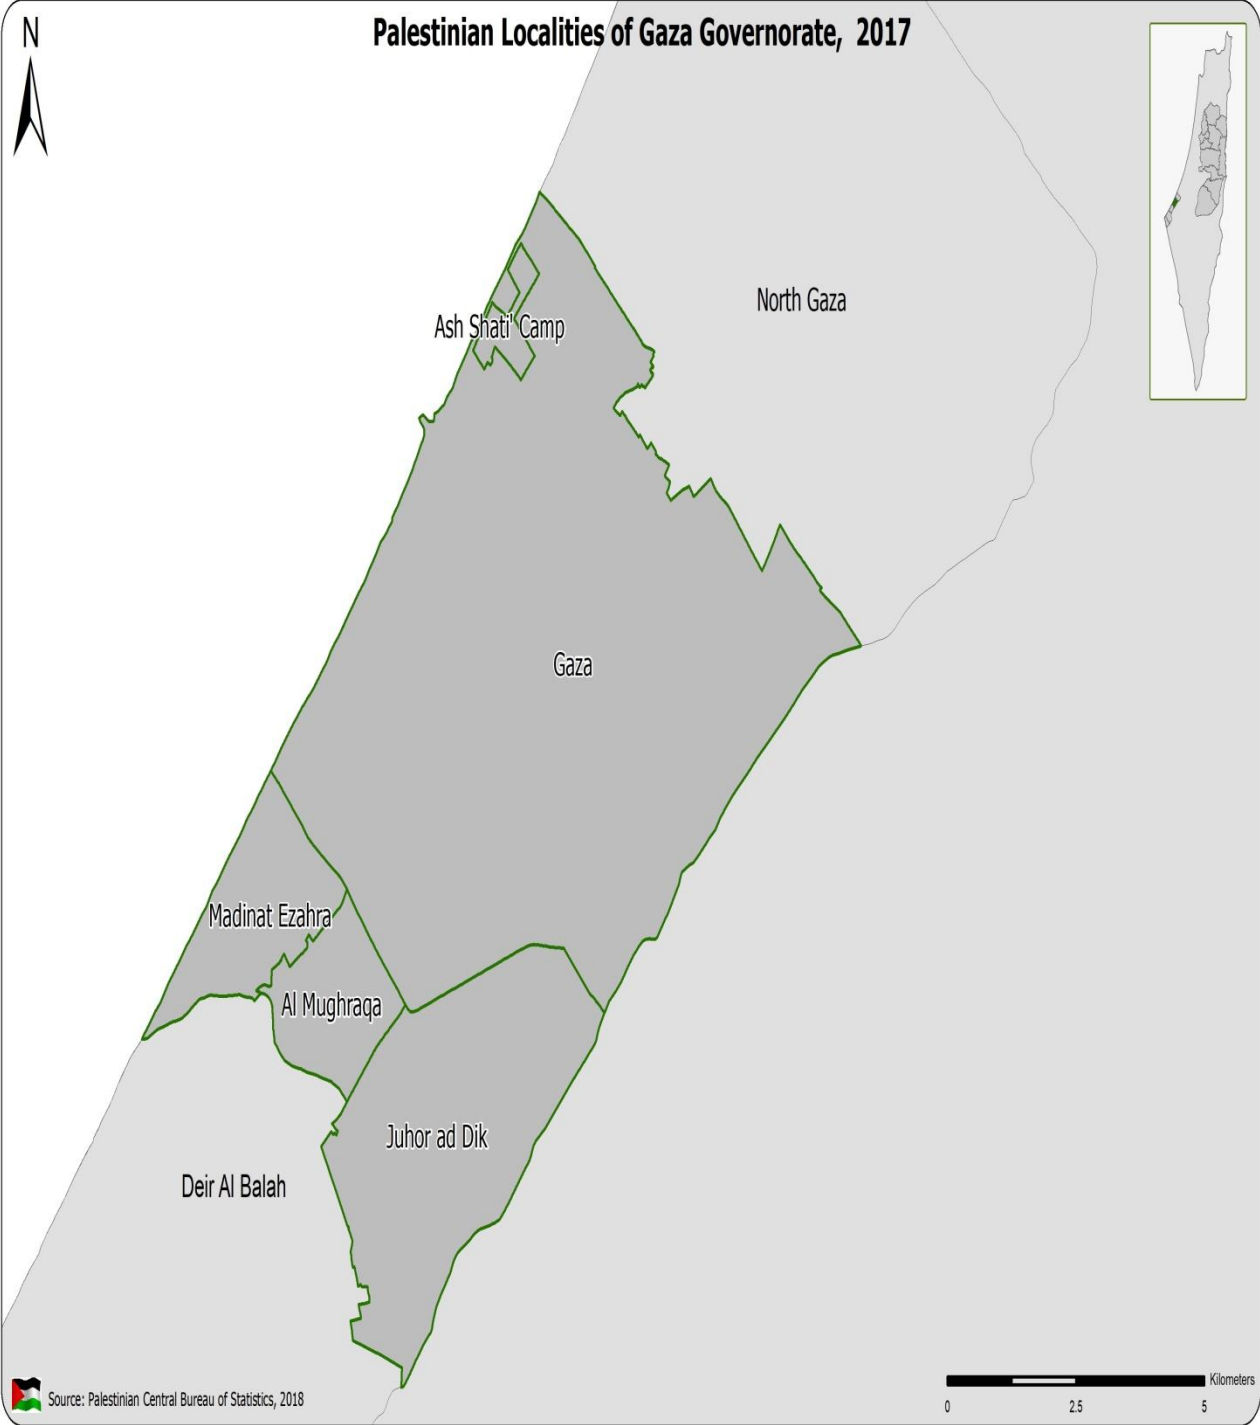 Palestinian Localities of Gaza Governorate, 2017
N
North Gaza
Ash Shati' Camp
Gaza
Madinat Ezahra
Al Mughraqa
Juhor ad Dik
Deir Al Balah
Source: Palestinian Central Bureau of Statistics, 2018
Kilometers
0 2.5 5